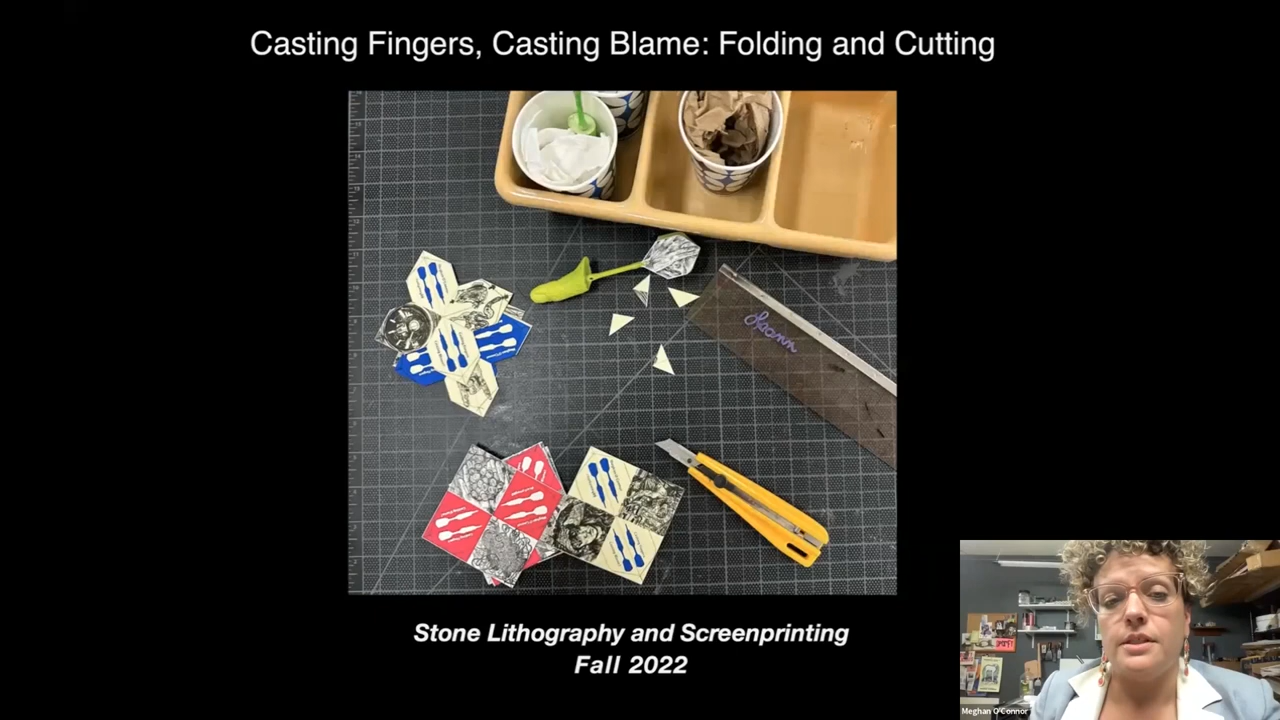 Casting Fingers, Casting Blame: Folding and Cutting
Stone Lithography and Screenprinting
Fall 2022
Meghan O'Connor